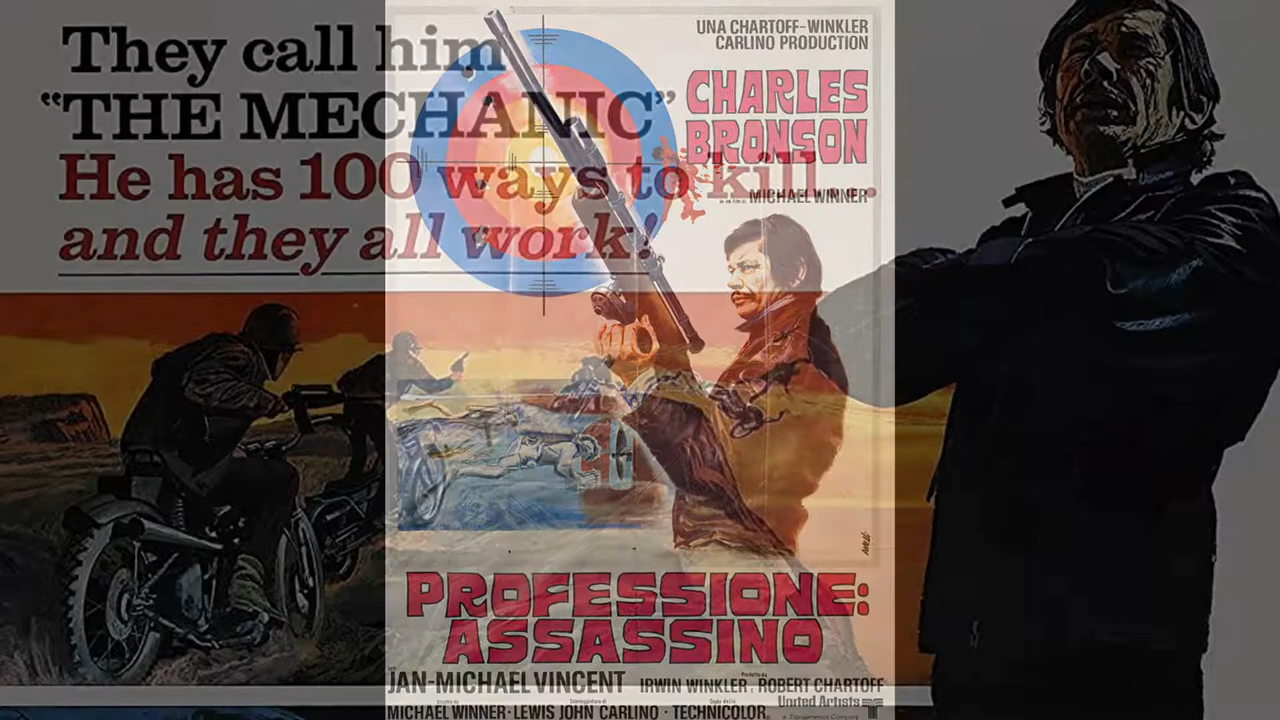 They call him
“THE MECHANIC”
He has 100 ways to kill...
and they all work!
UNA CHARTOFF-WINKLER
CARLINO PRODUCTION
CHARLES
BRONSON
MICHAEL WINNER
PROFESSIONE:
ASSASSINO
JAN-MICHAEL VINCENT
IRWIN WINKLER ROBERT CHARTOFF
United Artists
MICHAEL WINNER · LEWIS JOHN CARLINO · TECHNICOLOR